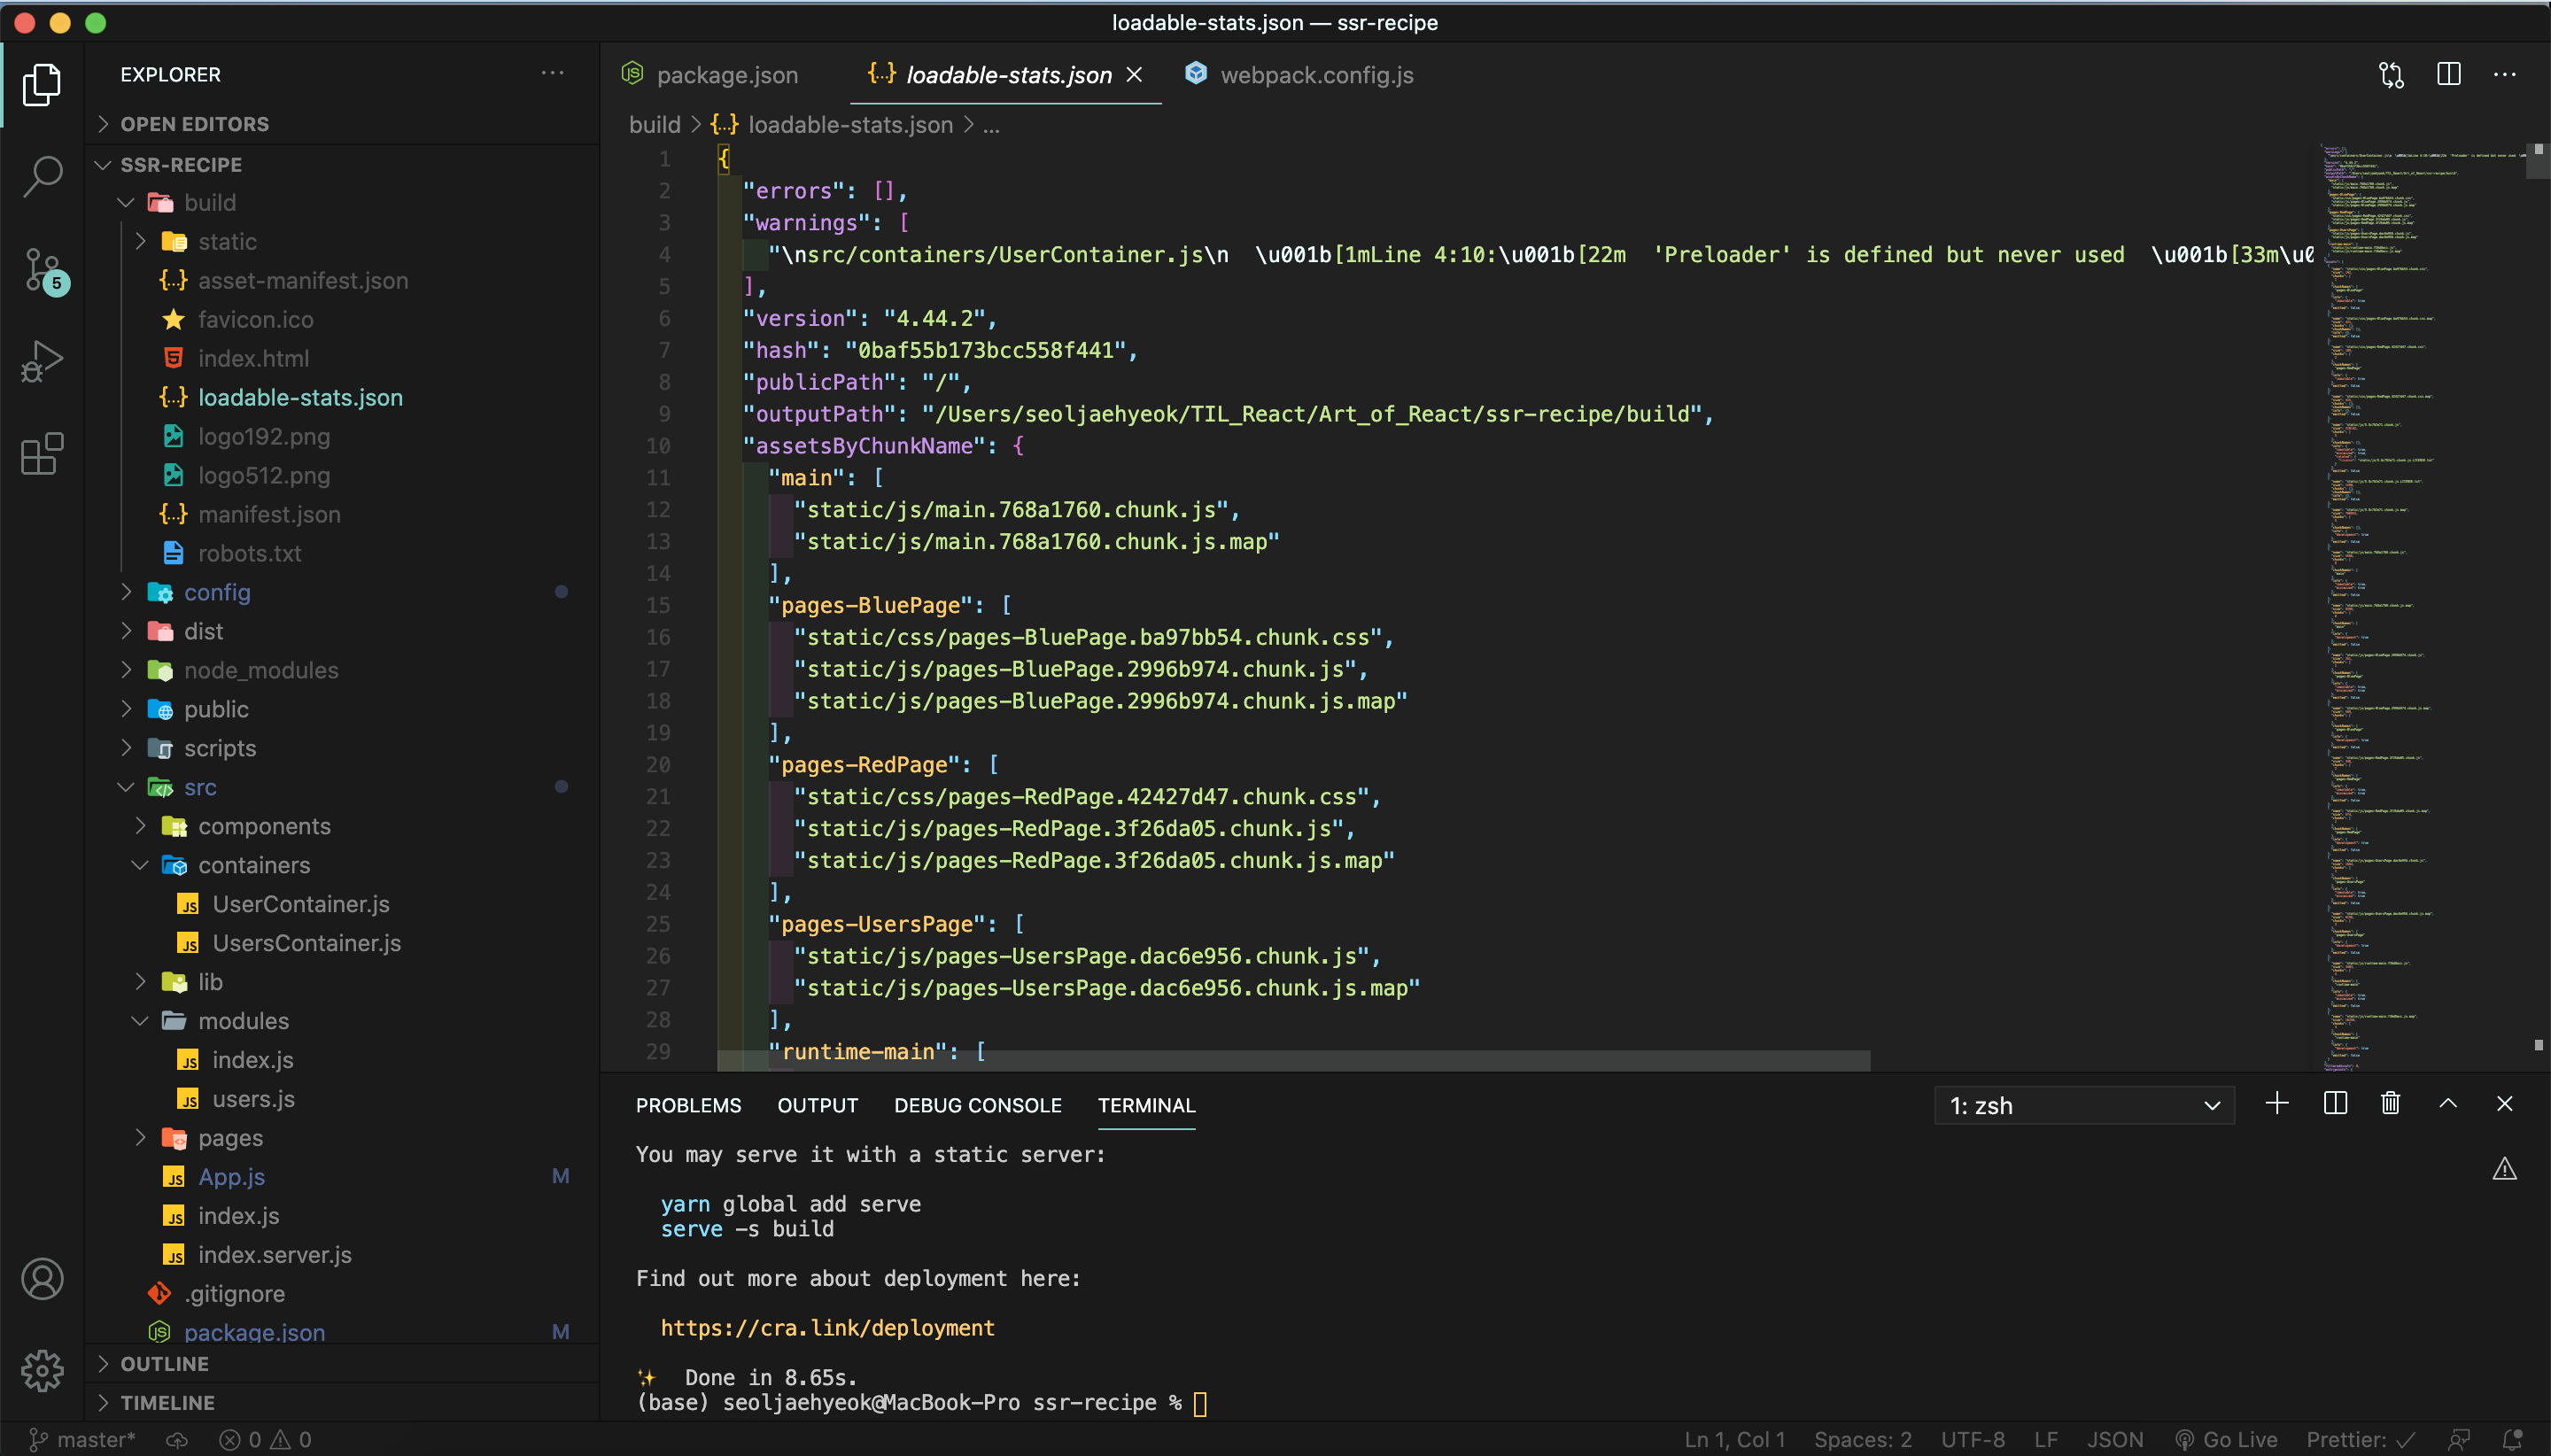 loadable-stats.json — ssr-recipe
EXPLORER
OPEN EDITORS
SSR-RECIPE
build
static
asset-manifest.json
favicon.ico
index.html
loadable-stats.json
logo192.png
logo512.png
manifest.json
robots.txt
config
dist
node_modules
public
scripts
src
components
containers
UserContainer.js
UsersContainer.js
lib
modules
index.js
users.js
pages
App.js M
index.js
index.server.js
.gitignore
package.json M
OUTLINE
TIMELINE
5
package.json
loadable-stats.json
webpack.config.js
build > {..} loadable-stats.json > ...
1 {
2 "errors": [],
3 "warnings": [
4 "\nsrc/containers/UserContainer.js\n  \u001b[1mLine 4:10:\u001b[22m  'Preloader' is defined but never used  \u001b[33m\u0
5 ],
6 "version": "4.44.2",
7 "hash": "0baf55b173bcc558f441",
8 "publicPath": "/",
9 "outputPath": "/Users/seoljaehyeok/TIL_React/Art_of_React/ssr-recipe/build",
10 "assetsByChunkName": {
11 "main": [
12 "static/js/main.768a1760.chunk.js",
13 "static/js/main.768a1760.chunk.js.map"
14 ],
15 "pages-BluePage": [
16 "static/css/pages-BluePage.ba97bb54.chunk.css",
17 "static/js/pages-BluePage.2996b974.chunk.js",
18 "static/js/pages-BluePage.2996b974.chunk.js.map"
19 ],
20 "pages-RedPage": [
21 "static/css/pages-RedPage.42427d47.chunk.css",
22 "static/js/pages-RedPage.3f26da05.chunk.js",
23 "static/js/pages-RedPage.3f26da05.chunk.js.map"
24 ],
25 "pages-UsersPage": [
26 "static/js/pages-UsersPage.dac6e956.chunk.js",
27 "static/js/pages-UsersPage.dac6e956.chunk.js.map"
28 ],
29 "runtime-main": [
PROBLEMS OUTPUT DEBUG CONSOLE TERMINAL
1: zsh
You may serve it with a static server:
yarn global add serve
serve -s build
Find out more about deployment here:
https://cra.link/deployment
✨ Done in 8.65s.
(base) seoljaehyeok@MacBook-Pro ssr-recipe %
master* 0 0
Ln 1, Col 1 Spaces: 2 UTF-8 LF JSON Go Live Prettier: ✓